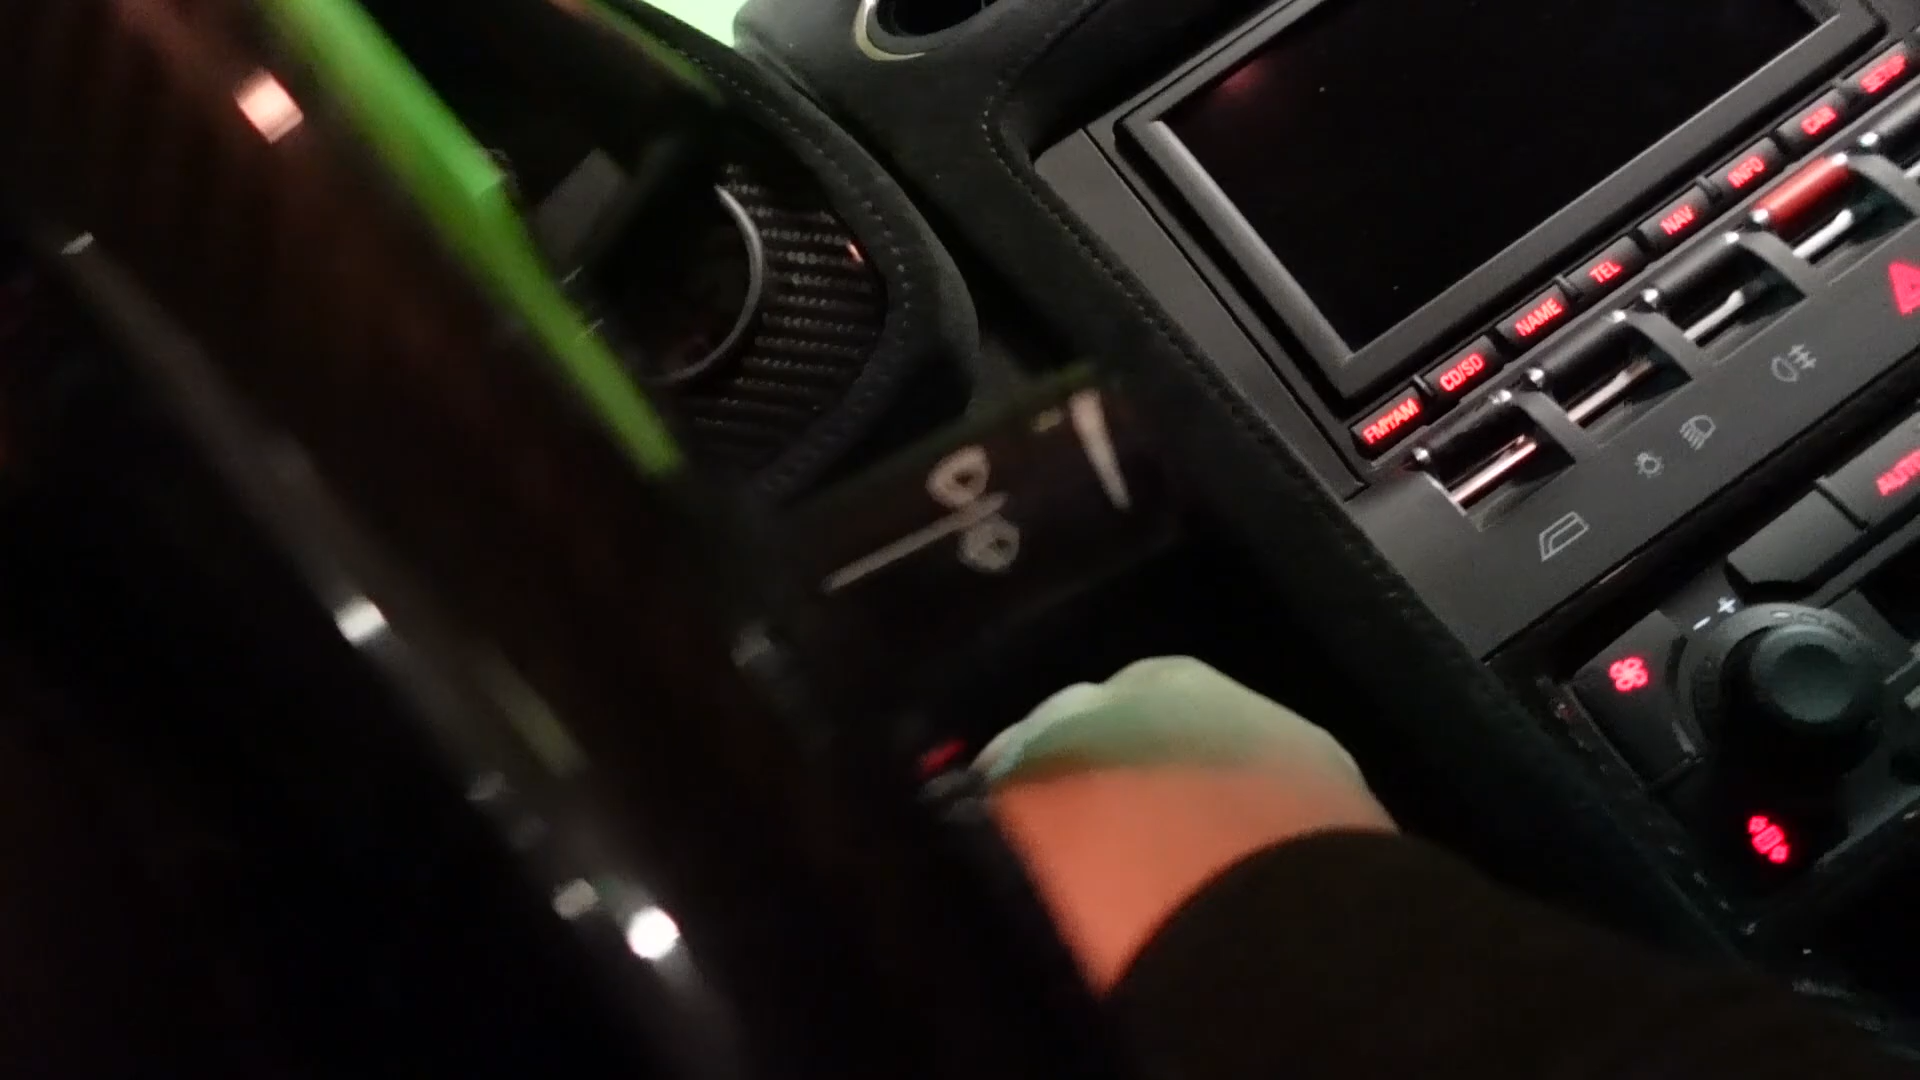 SETUP
CAR
INFO
NAV
TEL
NAME
CD/SD
FM/AM
AUTO